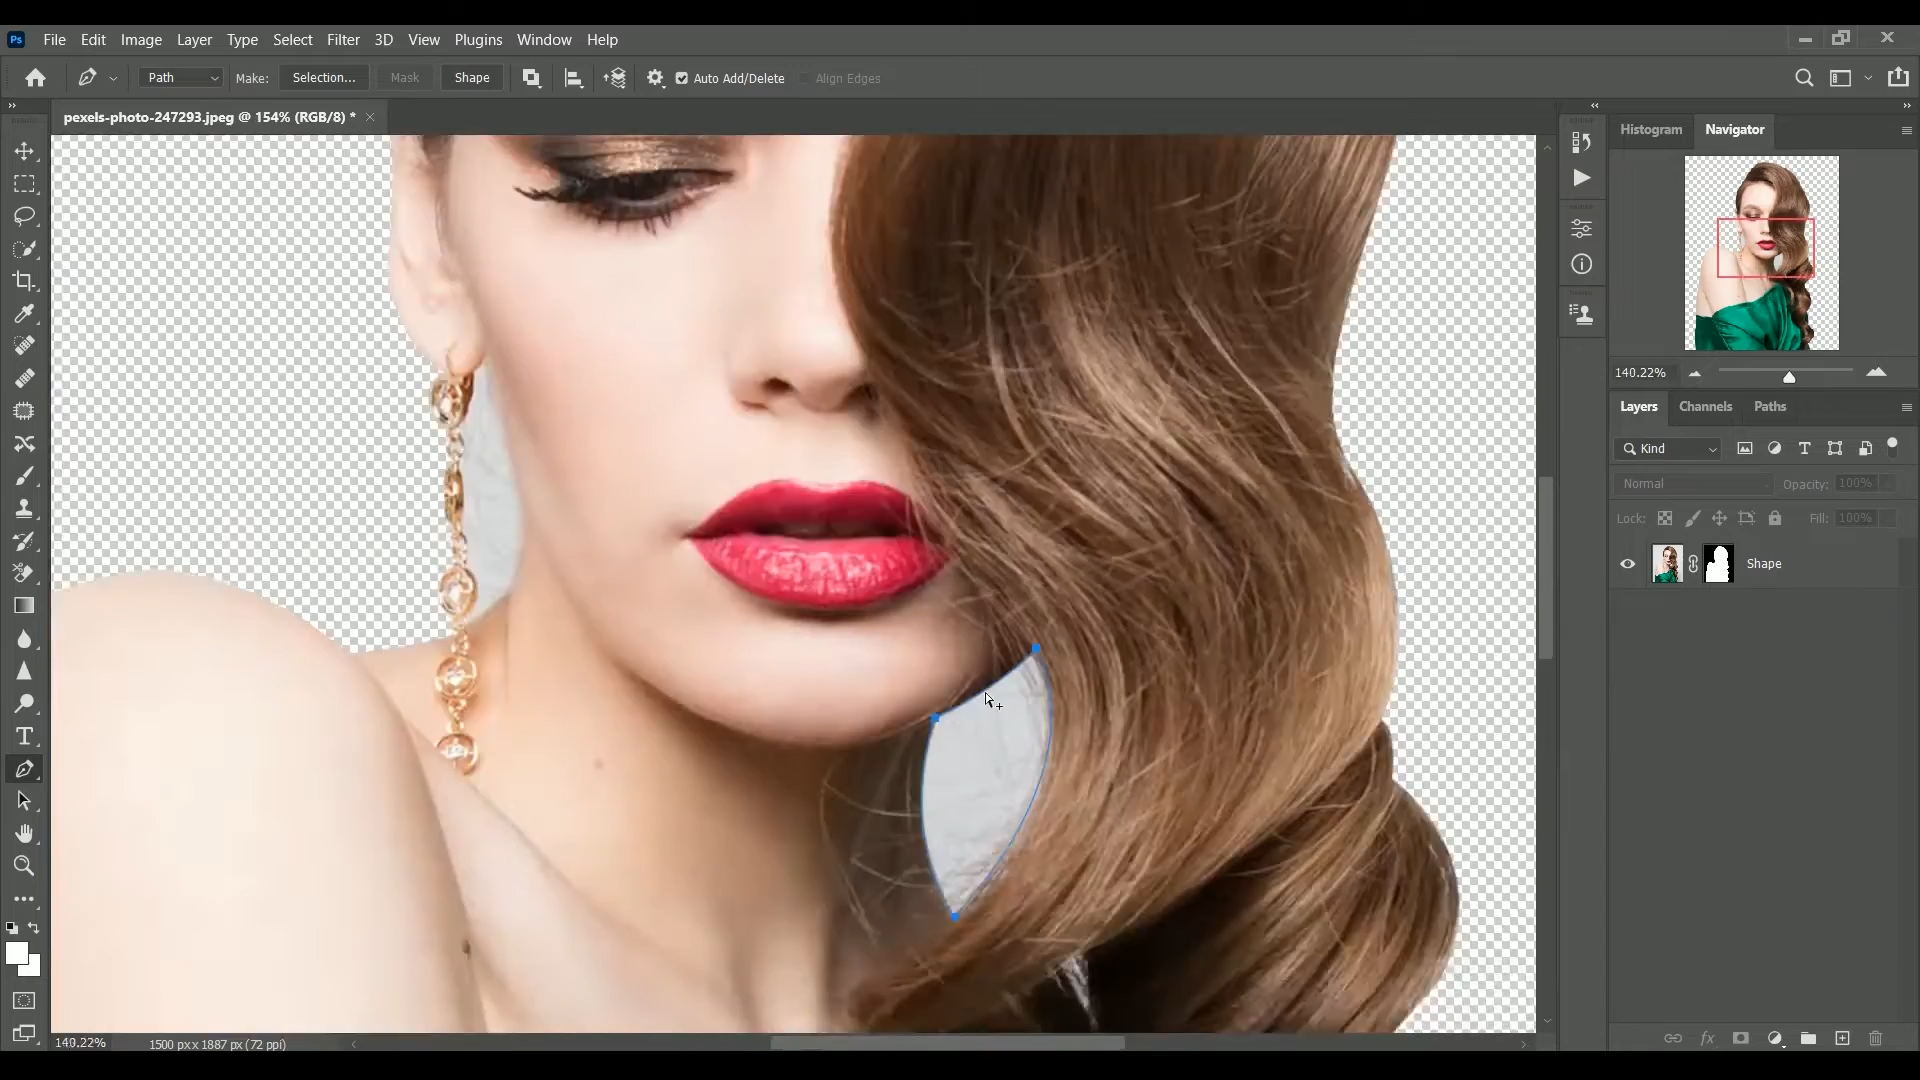 Ps File Edit Image Layer Type Select Filter 3D View Plugins Window Help
Path Make: Selection... Mask Shape Auto Add/Delete Align Edges
pexels-photo-247293.jpeg @ 154% (RGB/8) *
Histogram Navigator
140.22%
Layers Channels Paths
Kind
Normal Opacity: 100%
Lock: Fill: 100%
Shape
fx
140.22% 1500 px x 1887 px (72 ppi)